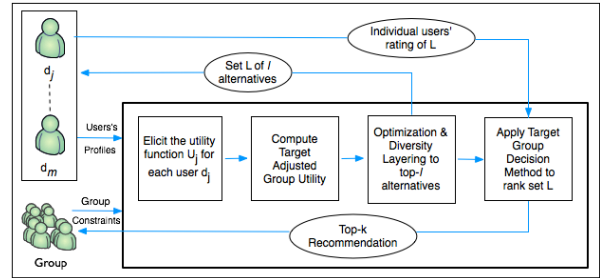 Individual users'
rating of L
d j
Set L of l
alternatives
d m
Users's
Profiles
Elicit the utility
function U j for
each user d j
Compute
Target
Adjusted
Group Utility
Optimization &
Diversity
Layering to
top-l
alternatives
Apply Target
Group
Decision
Method to
rank set L
Group
Constraints
Top-k
Recommendation
Group